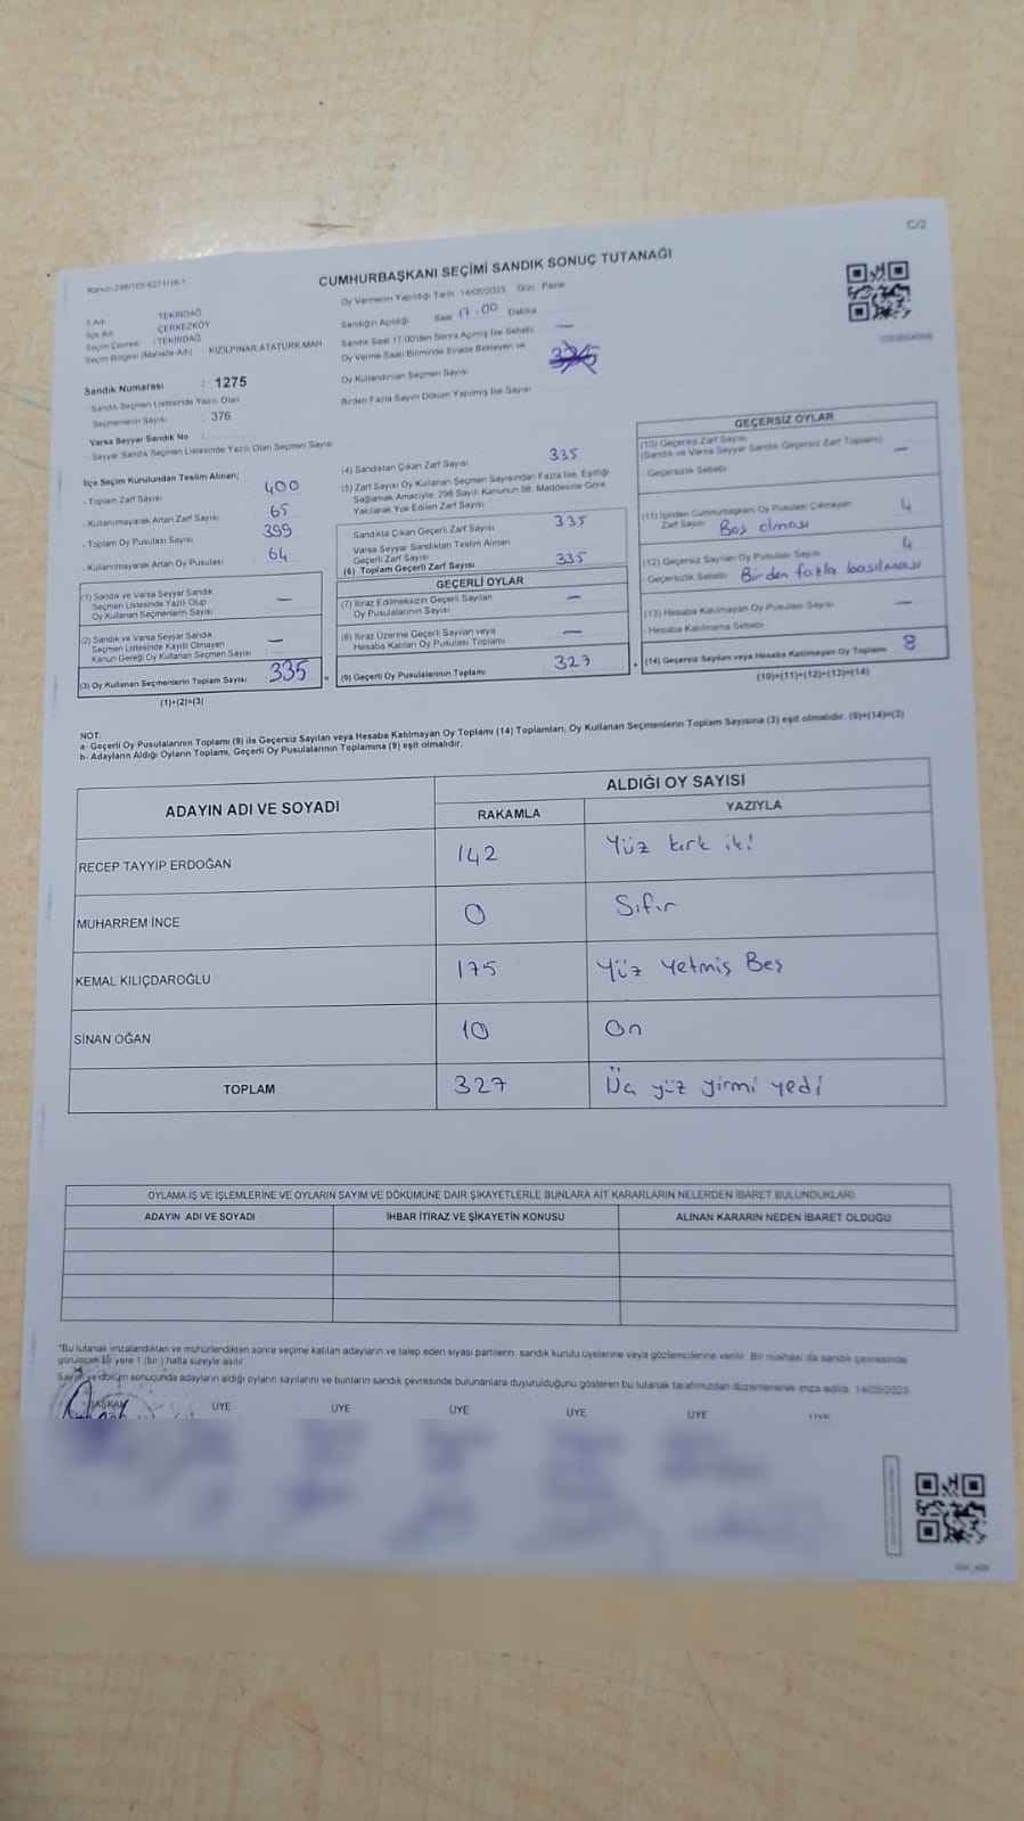 C/2
CUMHURBAŞKANI SEÇİMİ SANDIK SONUÇ TUTANAĞI
Oy Vermenin Yapıldığı Tarih 14/05/2023 Gün Pazar
İl Adı TEKİRDAĞ
İlçe Adı ÇERKEZKÖY
Seçim Çevresi TEKİRDAĞ
Seçim Bölgesi (Mahalle Adı) KIZILPINAR ATATÜRK MAH
Sandığın Açıldığı Saat 17.00 Dakika
Sandık Saat 17.00'den Sonra Açılmış İse Sebebi —
Oy Verme Saati Bitiminde Sırada Bekleyen ve
Oy Kullandırılan Seçmen Sayısı
Birden Fazla Sayım Döküm Yapılmış İse Sayısı
Sandık Numarası : 1275
Sandık Seçmen Listesinde Yazılı Olan
Seçmenlerin Sayısı : 376
Varsa Seyyar Sandık No
Seyyar Sandık Seçmen Listesinde Yazılı Olan Seçmen Sayısı
İlçe Seçim Kurulundan Teslim Alınan;
- Toplam Zarf Sayısı 400
- Kullanılmayarak Artan Zarf Sayısı 65
- Toplam Oy Pusulası Sayısı 399
- Kullanılmayarak Artan Oy Pusulası 64
(1) Sandık ve Varsa Seyyar Sandık
Seçmen Listesinde Yazılı Olup
Oy Kullanan Seçmenlerin Sayısı —
(2) Sandık ve Varsa Seyyar Sandık
Seçmen Listesinde Kayıtlı Olmayan
Kanun Gereği Oy Kullanan Seçmen Sayısı —
(3) Oy Kullanan Seçmenlerin Toplam Sayısı 335
(1)+(2)=(3)
(4) Sandıktan Çıkan Zarf Sayısı 335
(5) Zarf Sayısı Oy Kullanan Seçmen Sayısından Fazla İse, Eşitliği
Sağlamak Amacıyla, 298 Sayılı Kanunun 98. Maddesine Göre
Yakılarak Yok Edilen Zarf Sayısı
Sandıkta Çıkan Geçerli Zarf Sayısı 335
Varsa Seyyar Sandıktan Teslim Alınan
Geçerli Zarf Sayısı
(6) Toplam Geçerli Zarf Sayısı 335
GEÇERLİ OYLAR
(7) İtiraz Edilmeksizin Geçerli Sayılan
Oy Pusulalarının Sayısı —
(8) İtiraz Üzerine Geçerli Sayılan veya
Hesaba Katılan Oy Pusulası Toplamı —
(9) Geçerli Oy Pusulalarının Toplamı 327
GEÇERSİZ OYLAR
(10) Geçersiz Zarf Sayısı
(Sandık ve Varsa Seyyar Sandık Geçersiz Zarf Toplamı) —
Geçersizlik Sebebi
(11) İçinden Cumhurbaşkanı Oy Pusulası Çıkmayan
Zarf Sayısı 4
Boş olması
(12) Geçersiz Sayılan Oy Pusulası Sayısı 4
Geçersizlik Sebebi Birden fazla basılması
(13) Hesaba Katılmayan Oy Pusulası Sayısı —
Hesaba Katılmama Sebebi
(14) Geçersiz Sayılan veya Hesaba Katılmayan Oy Toplamı 8
(10)+(11)+(12)+(13)=(14)
NOT:
a- Geçerli Oy Pusulalarının Toplamı (9) ile Geçersiz Sayılan veya Hesaba Katılmayan Oy Toplamı (14) Toplamları, Oy Kullanan Seçmenlerin Toplam Sayısına (3) eşit olmalıdır. (9)+(14)=(3)
b- Adayların Aldığı Oyların Toplamı, Geçerli Oy Pusulalarının Toplamına (9) eşit olmalıdır.
ADAYIN ADI VE SOYADI
ALDIĞI OY SAYISI
RAKAMLA YAZIYLA
RECEP TAYYİP ERDOĞAN 142 Yüz kırk iki
MUHARREM İNCE 0 Sıfır
KEMAL KILIÇDAROĞLU 175 Yüz Yetmiş Beş
SİNAN OĞAN 10 On
TOPLAM 327 Üç yüz yirmi yedi
OYLAMA İŞ VE İŞLEMLERİNE VE OYLARIN SAYIM VE DÖKÜMÜNE DAİR ŞİKAYETLERLE BUNLARA AİT KARARLARIN NELERDEN İBARET BULUNDUKLARI
ADAYIN ADI VE SOYADI İHBAR İTİRAZ VE ŞİKAYETİN KONUSU ALINAN KARARIN NEDEN İBARET OLDUĞU
*Bu tutanak imzalandıktan ve mühürlendikten sonra seçime katılan adayların ve talep eden siyasi partilerin sandık kurulu üyelerine veya gözlemcilerine verilir. Bir nüshası da sandık çevresinde
görülecek bir yere 1 (bir) hafta süreyle asılır.
Sayım ve döküm sonucunda adayların aldığı oyların sayılarını ve bunların sandık çevresinde bulunanlara duyurulduğunu gösteren bu tutanak tarafımızdan düzenlenerek imza edildi. 14/05/2023
BAŞKAN ÜYE ÜYE ÜYE ÜYE ÜYE ÜYE